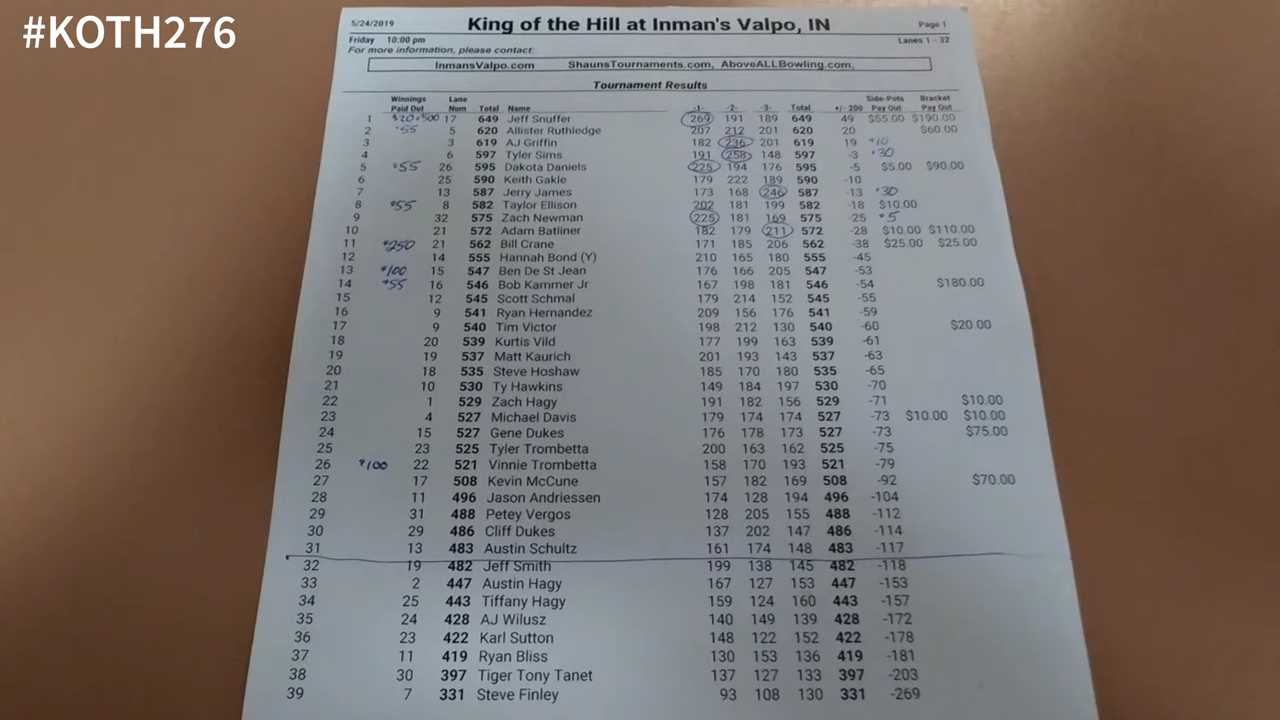 #KOTH276
5/24/2019 King of the Hill at Inman's Valpo, IN Page 1
Friday 10:00 pm Lanes 1 - 32
For more information, please contact:
InmansValpo.com ShaunsTournaments.com, AboveALLBowling.com,
Tournament Results
Winnings Lane Side-Pots Bracket
Paid Out Num Total Name -1- -2- -3- Total +/- 200 Pay Out Pay Out
1 $20+500 17 649 Jeff Snuffer 269 191 189 649 49 $55.00 $190.00
2 $55 5 620 Allister Ruthledge 207 212 201 620 20 $60.00
3 3 619 AJ Griffin 182 236 201 619 19 $10
4 6 597 Tyler Sims 191 258 148 597 -3 $30
5 $55 26 595 Dakota Daniels 225 194 176 595 -5 $5.00 $90.00
6 25 590 Keith Gakle 179 222 189 590 -10
7 13 587 Jerry James 173 168 246 587 -13 $30
8 $55 8 582 Taylor Ellison 202 181 199 582 -18 $10.00
9 32 575 Zach Newman 225 181 169 575 -25 $5
10 21 572 Adam Batliner 182 179 211 572 -28 $10.00 $110.00
11 $250 21 562 Bill Crane 171 185 206 562 -38 $25.00 $25.00
12 14 555 Hannah Bond (Y) 210 165 180 555 -45
13 $100 15 547 Ben De St Jean 176 166 205 547 -53
14 $55 16 546 Bob Kammer Jr 167 198 181 546 -54 $180.00
15 12 545 Scott Schmal 179 214 152 545 -55
16 9 541 Ryan Hernandez 209 156 176 541 -59
17 9 540 Tim Victor 198 212 130 540 -60 $20.00
18 20 539 Kurtis Vild 177 199 163 539 -61
19 19 537 Matt Kaurich 201 193 143 537 -63
20 18 535 Steve Hoshaw 185 170 180 535 -65
21 10 530 Ty Hawkins 149 184 197 530 -70
22 1 529 Zach Hagy 191 182 156 529 -71 $10.00
23 4 527 Michael Davis 179 174 174 527 -73 $10.00 $10.00
24 15 527 Gene Dukes 176 178 173 527 -73 $75.00
25 23 525 Tyler Trombetta 200 163 162 525 -75
26 $100 22 521 Vinnie Trombetta 158 170 193 521 -79
27 17 508 Kevin McCune 157 182 169 508 -92 $70.00
28 11 496 Jason Andriessen 174 128 194 496 -104
29 31 488 Petey Vergos 128 205 155 488 -112
30 29 486 Cliff Dukes 137 202 147 486 -114
31 13 483 Austin Schultz 161 174 148 483 -117
32 19 482 Jeff Smith 199 138 145 482 -118
33 2 447 Austin Hagy 167 127 153 447 -153
34 25 443 Tiffany Hagy 159 124 160 443 -157
35 24 428 AJ Wilusz 140 149 139 428 -172
36 23 422 Karl Sutton 148 122 152 422 -178
37 11 419 Ryan Bliss 130 153 136 419 -181
38 30 397 Tiger Tony Tanet 137 127 133 397 -203
39 7 331 Steve Finley 93 108 130 331 -269